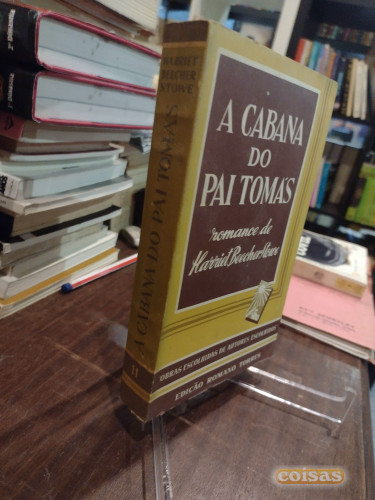 A CABANA
DO
PAI TOMÁS
romance de
Harriet Beecher Stowe
OBRAS ESCOLHIDAS DE AUTORES ESCOLHIDOS
EDIÇÃO ROMANO TORRES
HARRIET
BEECHER
STOWE
A CABANA DO PAI TOMÁS
11
coisas